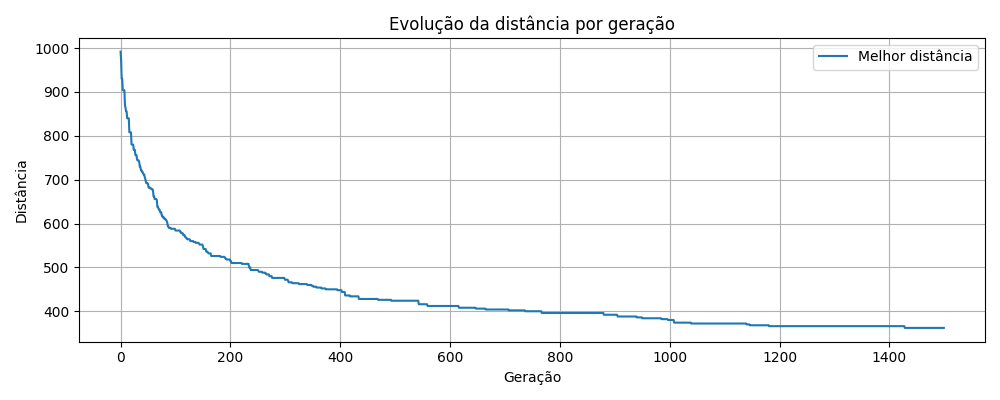 Evolução da distância por geração
Melhor distância
Distância
1000
900
800
700
600
500
400
0 200 400 600 800 1000 1200 1400
Geração